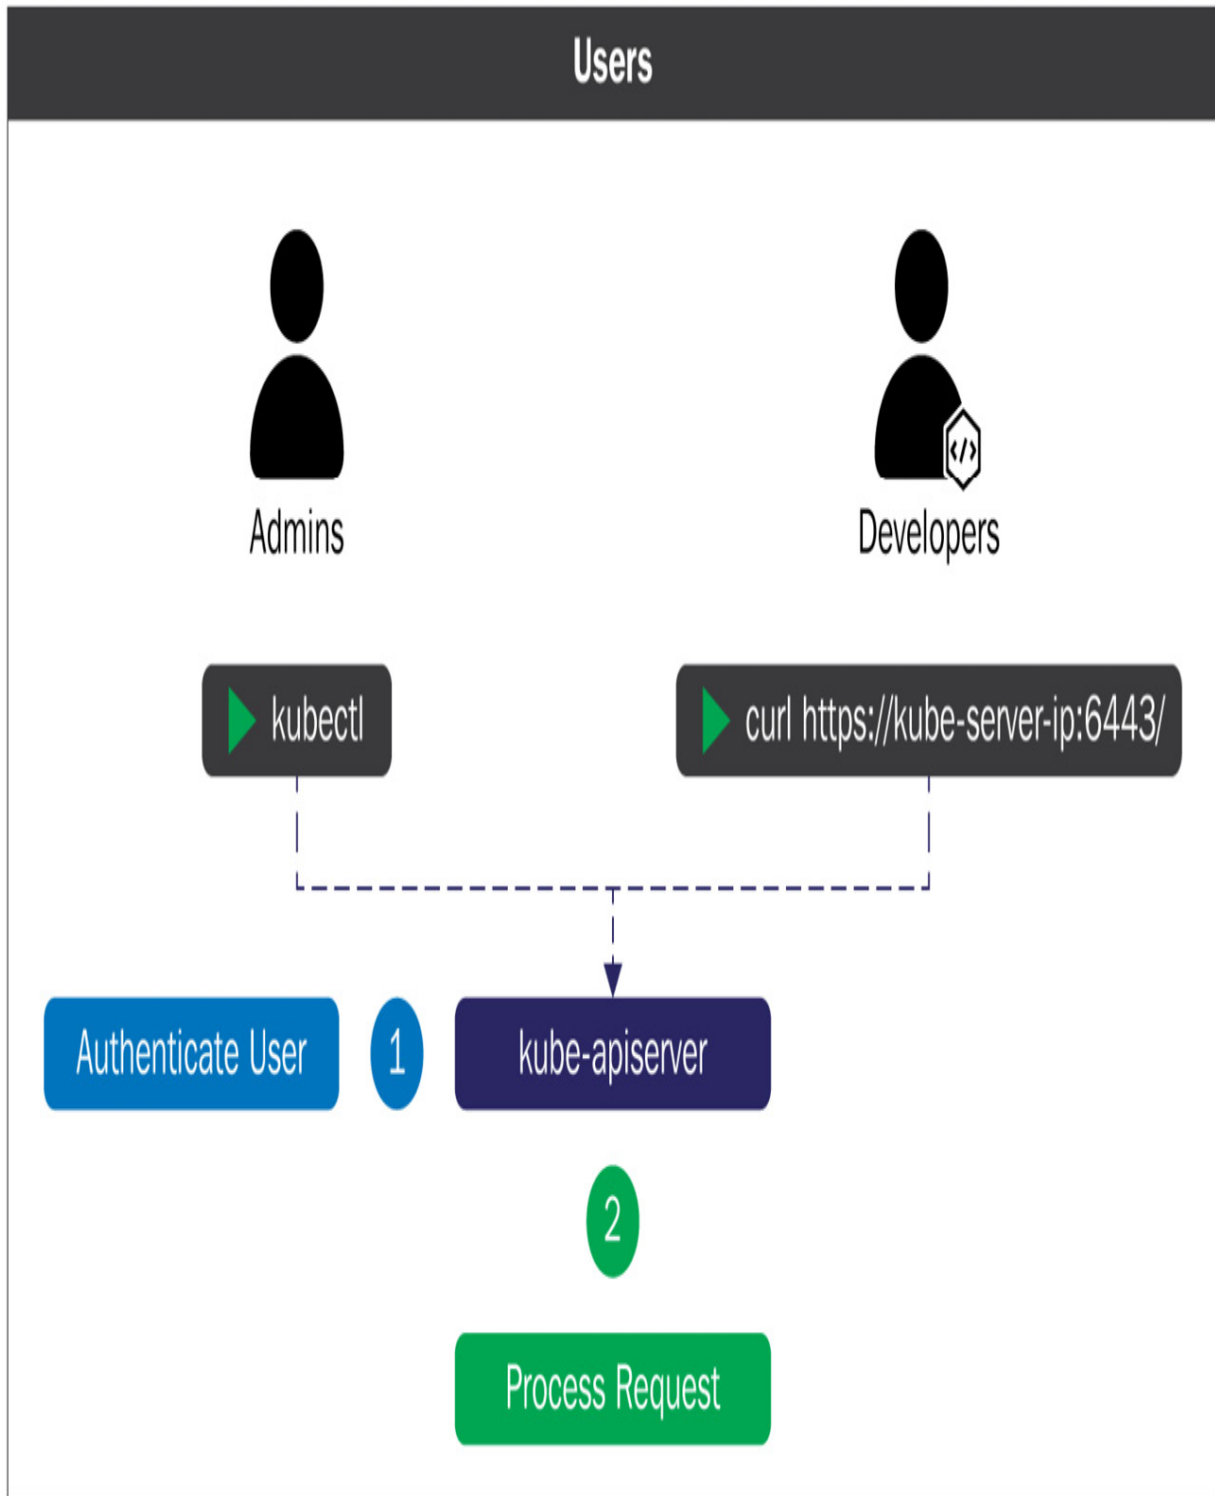 Users
Admins
Developers
</>
kubectl
curl https://kube-server-ip:6443/
Authenticate User
1
kube-apiserver
2
Process Request